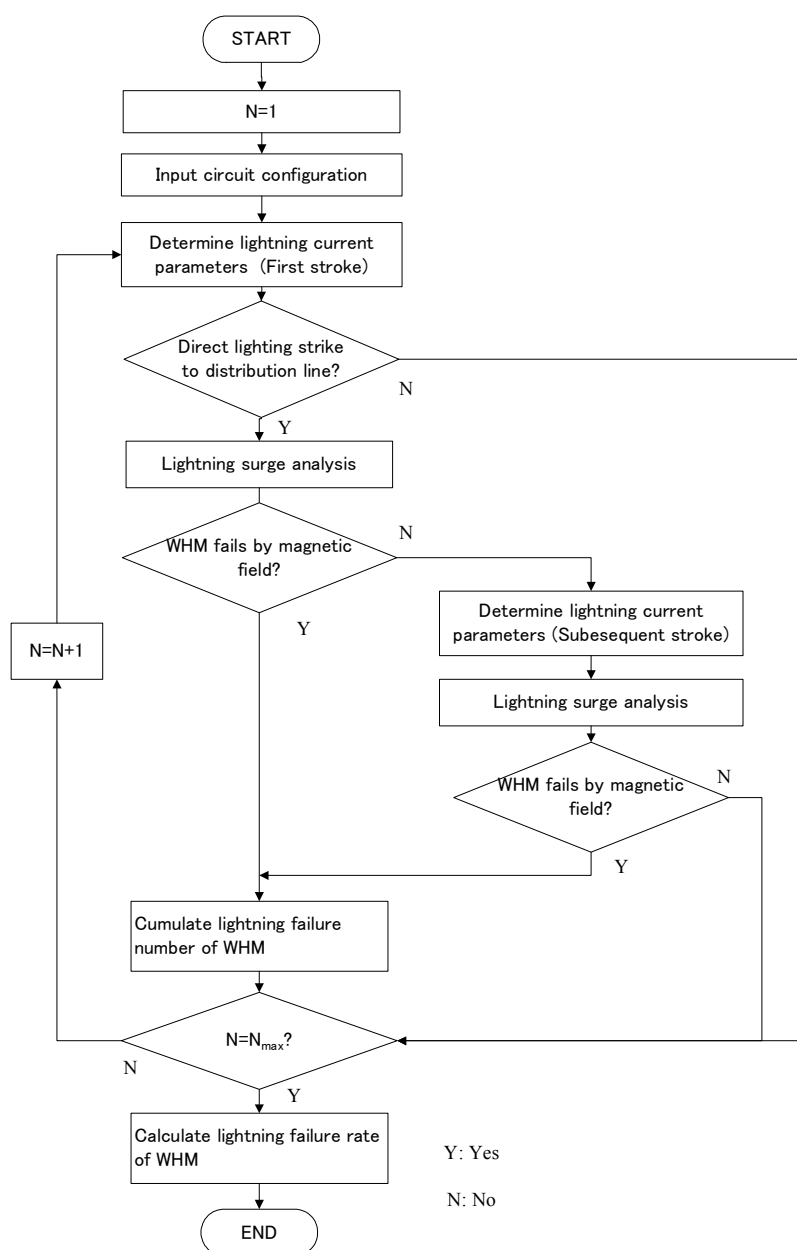 START
N=1
Input circuit configuration
Determine lightning current
parameters (First stroke)
Direct lighting strike
to distribution line?
N
Y
Lightning surge analysis
WHM fails by magnetic
field?
N
Y
Determine lightning current
parameters (Subesequent stroke)
N=N+1
Lightning surge analysis
WHM fails by magnetic
field?
N
Y
Cumulate lightning failure
number of WHM
N=Nmax?
N
Y
Calculate lightning failure rate
of WHM
Y: Yes
N: No
END